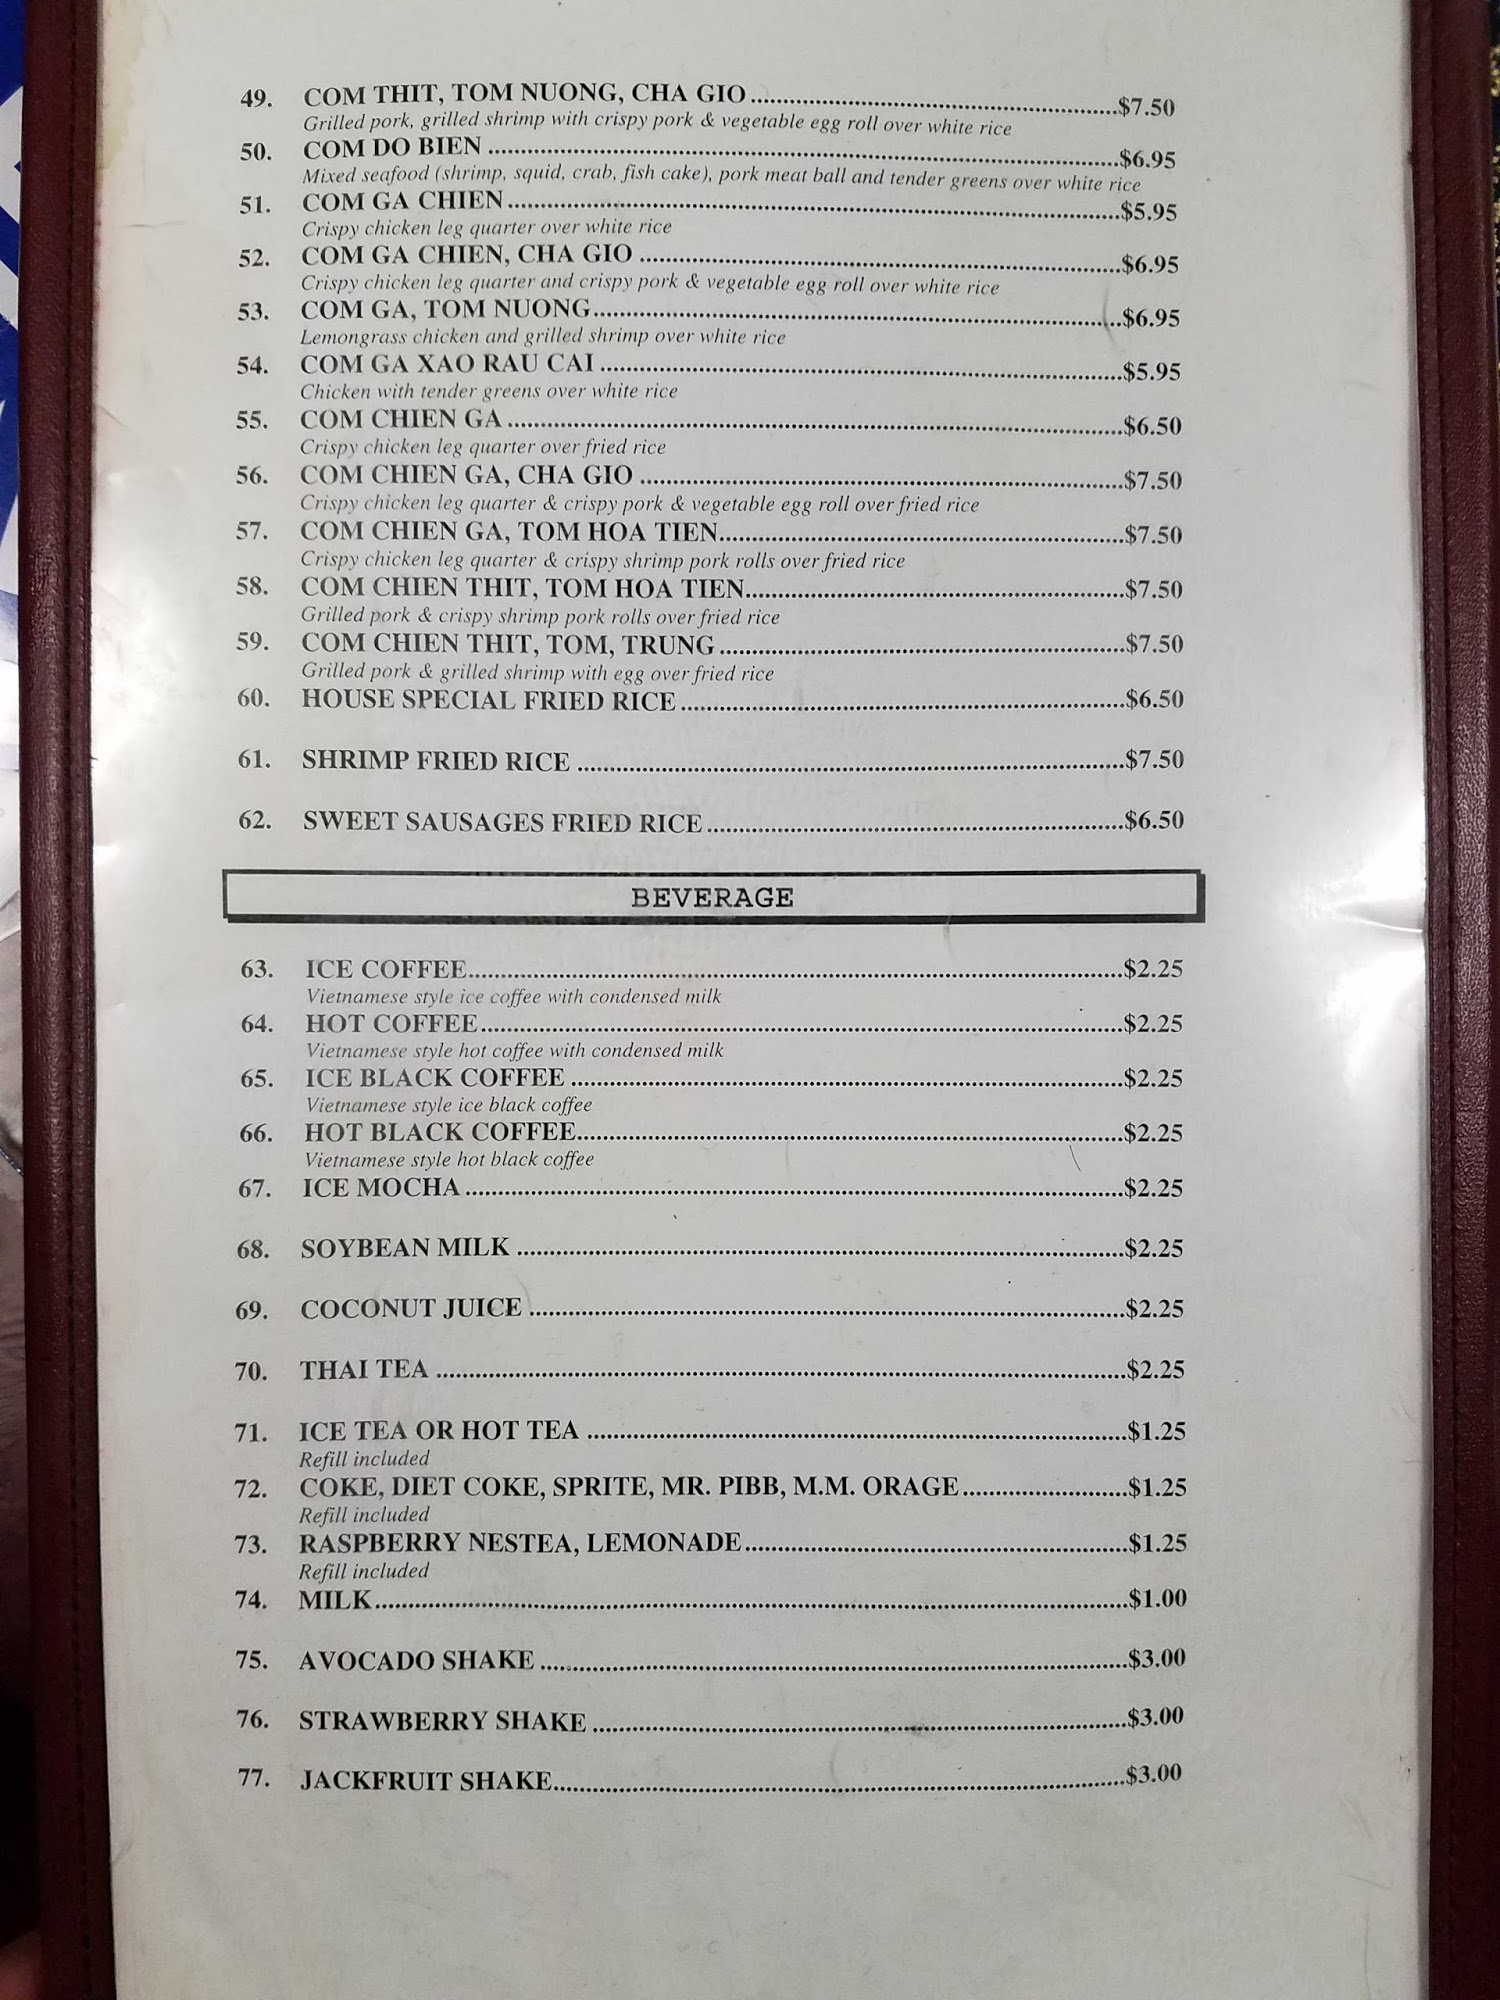 49. COM THIT, TOM NUONG, CHA GIO ........ $7.50
Grilled pork, grilled shrimp with crispy pork & vegetable egg roll over white rice
50. COM DO BIEN ........ $6.95
Mixed seafood (shrimp, squid, crab, fish cake), pork meat ball and tender greens over white rice
51. COM GA CHIEN ........ $5.95
Crispy chicken leg quarter over white rice
52. COM GA CHIEN, CHA GIO ........ $6.95
Crispy chicken leg quarter and crispy pork & vegetable egg roll over white rice
53. COM GA, TOM NUONG ........ $6.95
Lemongrass chicken and grilled shrimp over white rice
54. COM GA XAO RAU CAI ........ $5.95
Chicken with tender greens over white rice
55. COM CHIEN GA ........ $6.50
Crispy chicken leg quarter over fried rice
56. COM CHIEN GA, CHA GIO ........ $7.50
Crispy chicken leg quarter & crispy pork & vegetable egg roll over fried rice
57. COM CHIEN GA, TOM HOA TIEN ........ $7.50
Crispy chicken leg quarter & crispy shrimp pork rolls over fried rice
58. COM CHIEN THIT, TOM HOA TIEN ........ $7.50
Grilled pork & crispy shrimp pork rolls over fried rice
59. COM CHIEN THIT, TOM, TRUNG ........ $7.50
Grilled pork & grilled shrimp with egg over fried rice
60. HOUSE SPECIAL FRIED RICE ........ $6.50
61. SHRIMP FRIED RICE ........ $7.50
62. SWEET SAUSAGES FRIED RICE ........ $6.50
BEVERAGE
63. ICE COFFEE ........ $2.25
Vietnamese style ice coffee with condensed milk
64. HOT COFFEE ........ $2.25
Vietnamese style hot coffee with condensed milk
65. ICE BLACK COFFEE ........ $2.25
Vietnamese style ice black coffee
66. HOT BLACK COFFEE ........ $2.25
Vietnamese style hot black coffee
67. ICE MOCHA ........ $2.25
68. SOYBEAN MILK ........ $2.25
69. COCONUT JUICE ........ $2.25
70. THAI TEA ........ $2.25
71. ICE TEA OR HOT TEA ........ $1.25
Refill included
72. COKE, DIET COKE, SPRITE, MR. PIBB, M.M. ORAGE ........ $1.25
Refill included
73. RASPBERRY NESTEA, LEMONADE ........ $1.25
Refill included
74. MILK ........ $1.00
75. AVOCADO SHAKE ........ $3.00
76. STRAWBERRY SHAKE ........ $3.00
77. JACKFRUIT SHAKE ........ $3.00